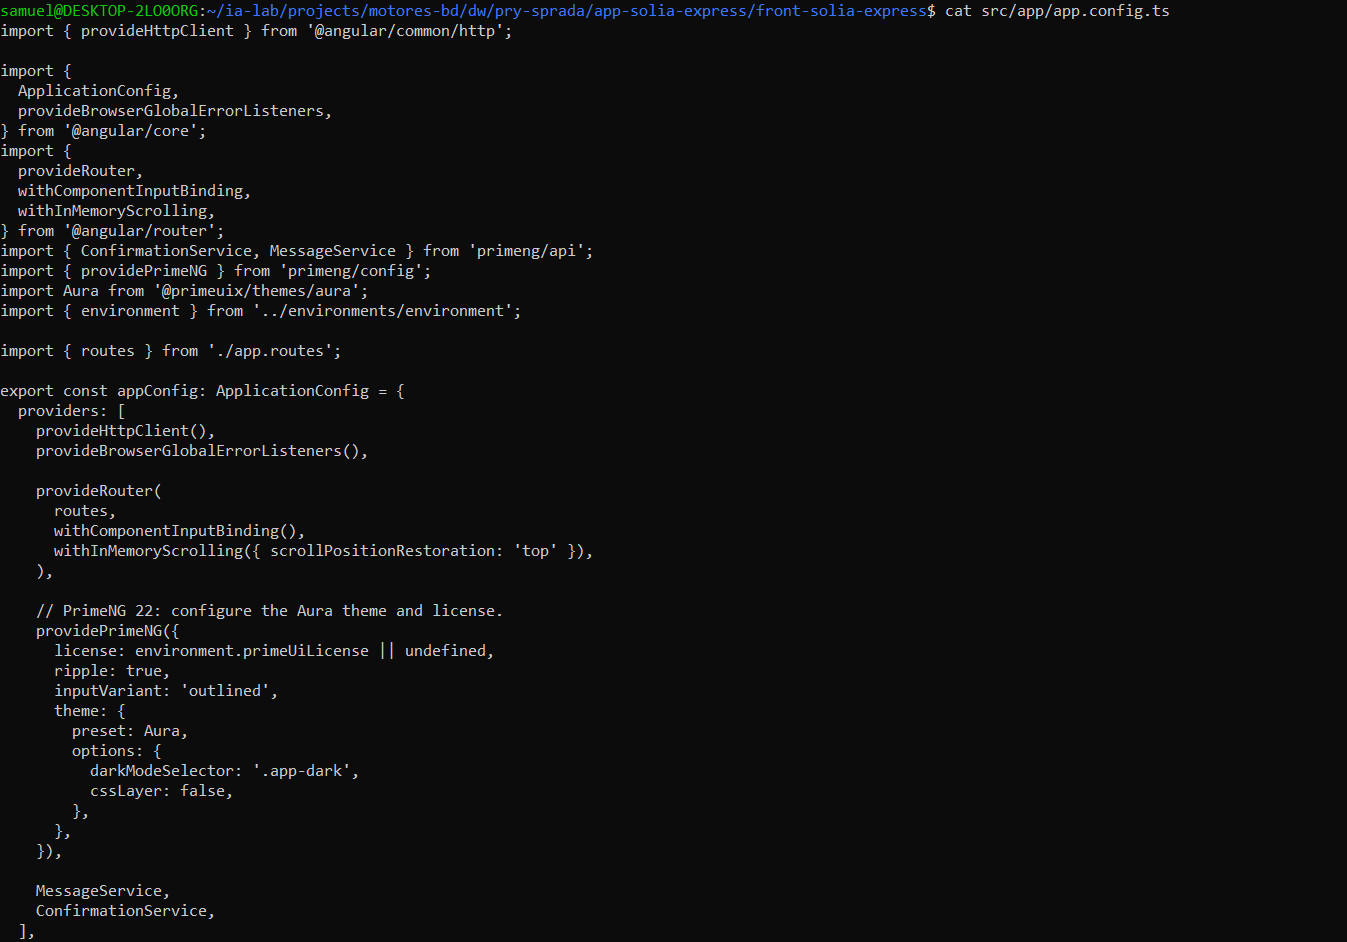 samuel@DESKTOP-2LO0ORG:~/ia-lab/projects/motores-bd/dw/pry-sprada/app-solia-express/front-solia-express$ cat src/app/app.config.ts
import { provideHttpClient } from '@angular/common/http';

import {
  ApplicationConfig,
  provideBrowserGlobalErrorListeners,
} from '@angular/core';
import {
  provideRouter,
  withComponentInputBinding,
  withInMemoryScrolling,
} from '@angular/router';
import { ConfirmationService, MessageService } from 'primeng/api';
import { providePrimeNG } from 'primeng/config';
import Aura from '@primeuix/themes/aura';
import { environment } from '../environments/environment';

import { routes } from './app.routes';

export const appConfig: ApplicationConfig = {
  providers: [
    provideHttpClient(),
    provideBrowserGlobalErrorListeners(),

    provideRouter(
      routes,
      withComponentInputBinding(),
      withInMemoryScrolling({ scrollPositionRestoration: 'top' }),
    ),

    // PrimeNG 22: configure the Aura theme and license.
    providePrimeNG({
      license: environment.primeUiLicense || undefined,
      ripple: true,
      inputVariant: 'outlined',
      theme: {
        preset: Aura,
        options: {
          darkModeSelector: '.app-dark',
          cssLayer: false,
        },
      },
    }),

    MessageService,
    ConfirmationService,
  ],